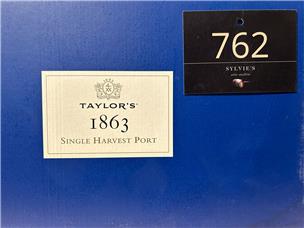 762
SYLVIE'S
TAYLOR'S
1863
SINGLE HARVEST PORT